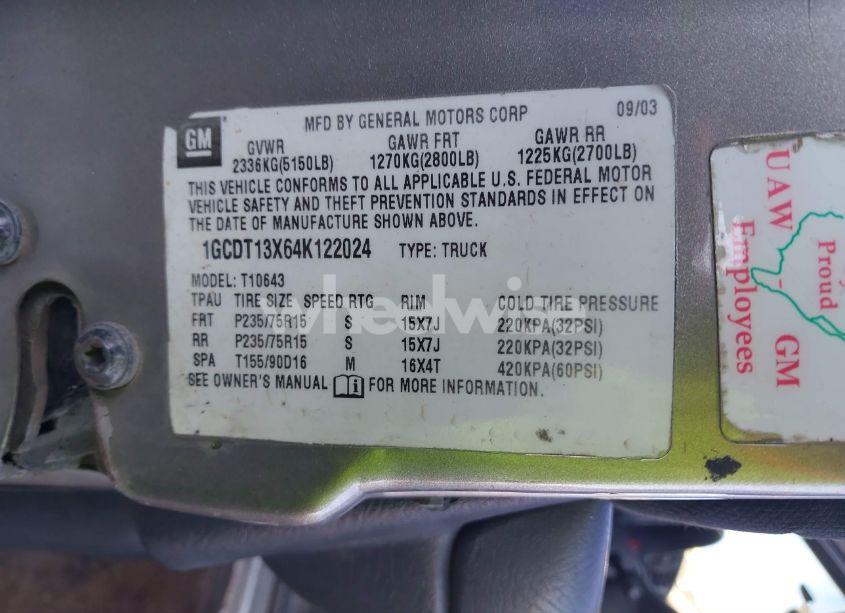 MFD BY GENERAL MOTORS CORP 09/03
GM
GVWR GAWR FRT GAWR RR
2336KG(5150LB) 1270KG(2800LB) 1225KG(2700LB)
THIS VEHICLE CONFORMS TO ALL APPLICABLE U.S. FEDERAL MOTOR
VEHICLE SAFETY AND THEFT PREVENTION STANDARDS IN EFFECT ON
THE DATE OF MANUFACTURE SHOWN ABOVE.
1GCDT13X64K122024 TYPE: TRUCK
MODEL: T10643
TPAU TIRE SIZE SPEED RTG RIM COLD TIRE PRESSURE
FRT P235/75R15 S 15X7J 220KPA(32PSI)
RR P235/75R15 S 15X7J 220KPA(32PSI)
SPA T155/90D16 M 16X4T 420KPA(60PSI)
SEE OWNER'S MANUAL FOR MORE INFORMATION.
UAW - GM
Employees
Proud